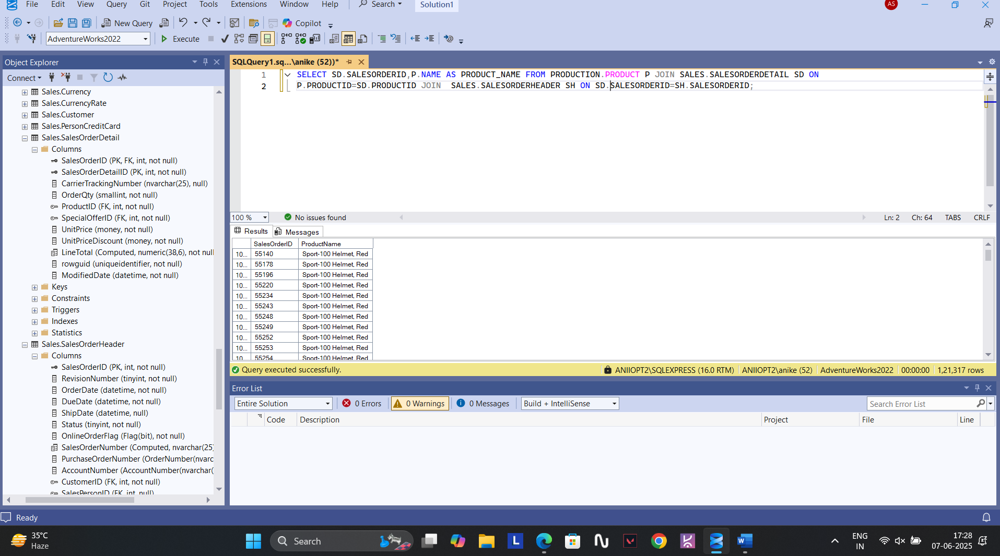 File Edit View Query Git Project Tools Extensions Window Help Search Solution1 AS
New Query Copilot
AdventureWorks2022 Execute
Object Explorer
Connect
Sales.Currency
Sales.CurrencyRate
Sales.Customer
Sales.PersonCreditCard
Sales.SalesOrderDetail
Columns
SalesOrderID (PK, FK, int, not null)
SalesOrderDetailID (PK, int, not null)
CarrierTrackingNumber (nvarchar(25), null)
OrderQty (smallint, not null)
ProductID (FK, int, not null)
SpecialOfferID (FK, int, not null)
UnitPrice (money, not null)
UnitPriceDiscount (money, not null)
LineTotal (Computed, numeric(38,6), not null
rowguid (uniqueidentifier, not null)
ModifiedDate (datetime, not null)
Keys
Constraints
Triggers
Indexes
Statistics
Sales.SalesOrderHeader
Columns
SalesOrderID (PK, int, not null)
RevisionNumber (tinyint, not null)
OrderDate (datetime, not null)
DueDate (datetime, not null)
ShipDate (datetime, null)
Status (tinyint, not null)
OnlineOrderFlag (Flag(bit), not null)
SalesOrderNumber (Computed, nvarchar(25)
PurchaseOrderNumber (OrderNumber(nvarc
AccountNumber (AccountNumber(nvarchar(
CustomerID (FK, int, not null)
SalesPersonID (FK, int, null)
SQLQuery1.sq...\anike (52))*
1 SELECT SD.SALESORDERID,P.NAME AS PRODUCT_NAME FROM PRODUCTION.PRODUCT P JOIN SALES.SALESORDERDETAIL SD ON
2 P.PRODUCTID=SD.PRODUCTID JOIN  SALES.SALESORDERHEADER SH ON SD.SALESORDERID=SH.SALESORDERID;
100 % No issues found Ln: 2 Ch: 64 TABS CRLF
Results Messages
SalesOrderID ProductName
10... 55140 Sport-100 Helmet, Red
10... 55178 Sport-100 Helmet, Red
10... 55196 Sport-100 Helmet, Red
10... 55220 Sport-100 Helmet, Red
10... 55234 Sport-100 Helmet, Red
10... 55243 Sport-100 Helmet, Red
10... 55248 Sport-100 Helmet, Red
10... 55249 Sport-100 Helmet, Red
10... 55252 Sport-100 Helmet, Red
10... 55253 Sport-100 Helmet, Red
10... 55254 Sport-100 Helmet, Red
Query executed successfully. ANIIOPT2\SQLEXPRESS (16.0 RTM) ANIIOPT2\anike (52) AdventureWorks2022 00:00:00 1,21,317 rows
Error List
Entire Solution 0 Errors 0 Warnings 0 Messages Build + IntelliSense Search Error List
Code Description Project File Line
Ready
35°C
Haze
Search
L
ENG
IN
17:28
07-06-2025